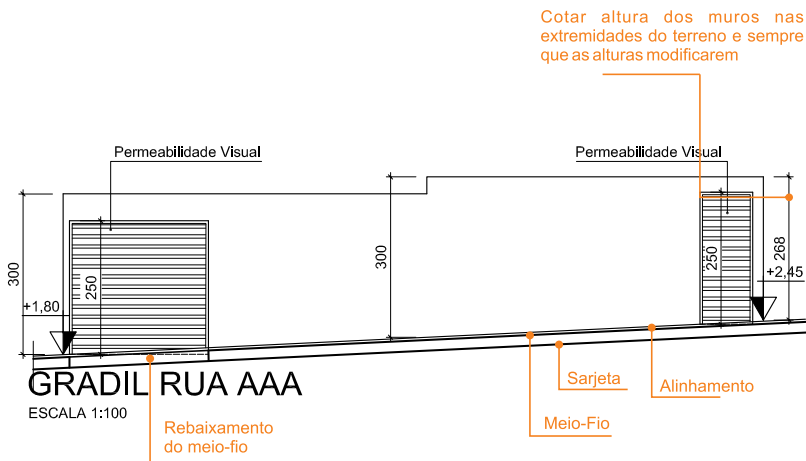 Cotar altura dos muros nas
extremidades do terreno e sempre
que as alturas modificarem
Permeabilidade Visual
Permeabilidade Visual
300
250
300
250
268
+1,80
+2,45
GRADIL RUA AAA
ESCALA 1:100
Rebaixamento
do meio-fio
Sarjeta
Alinhamento
Meio-Fio